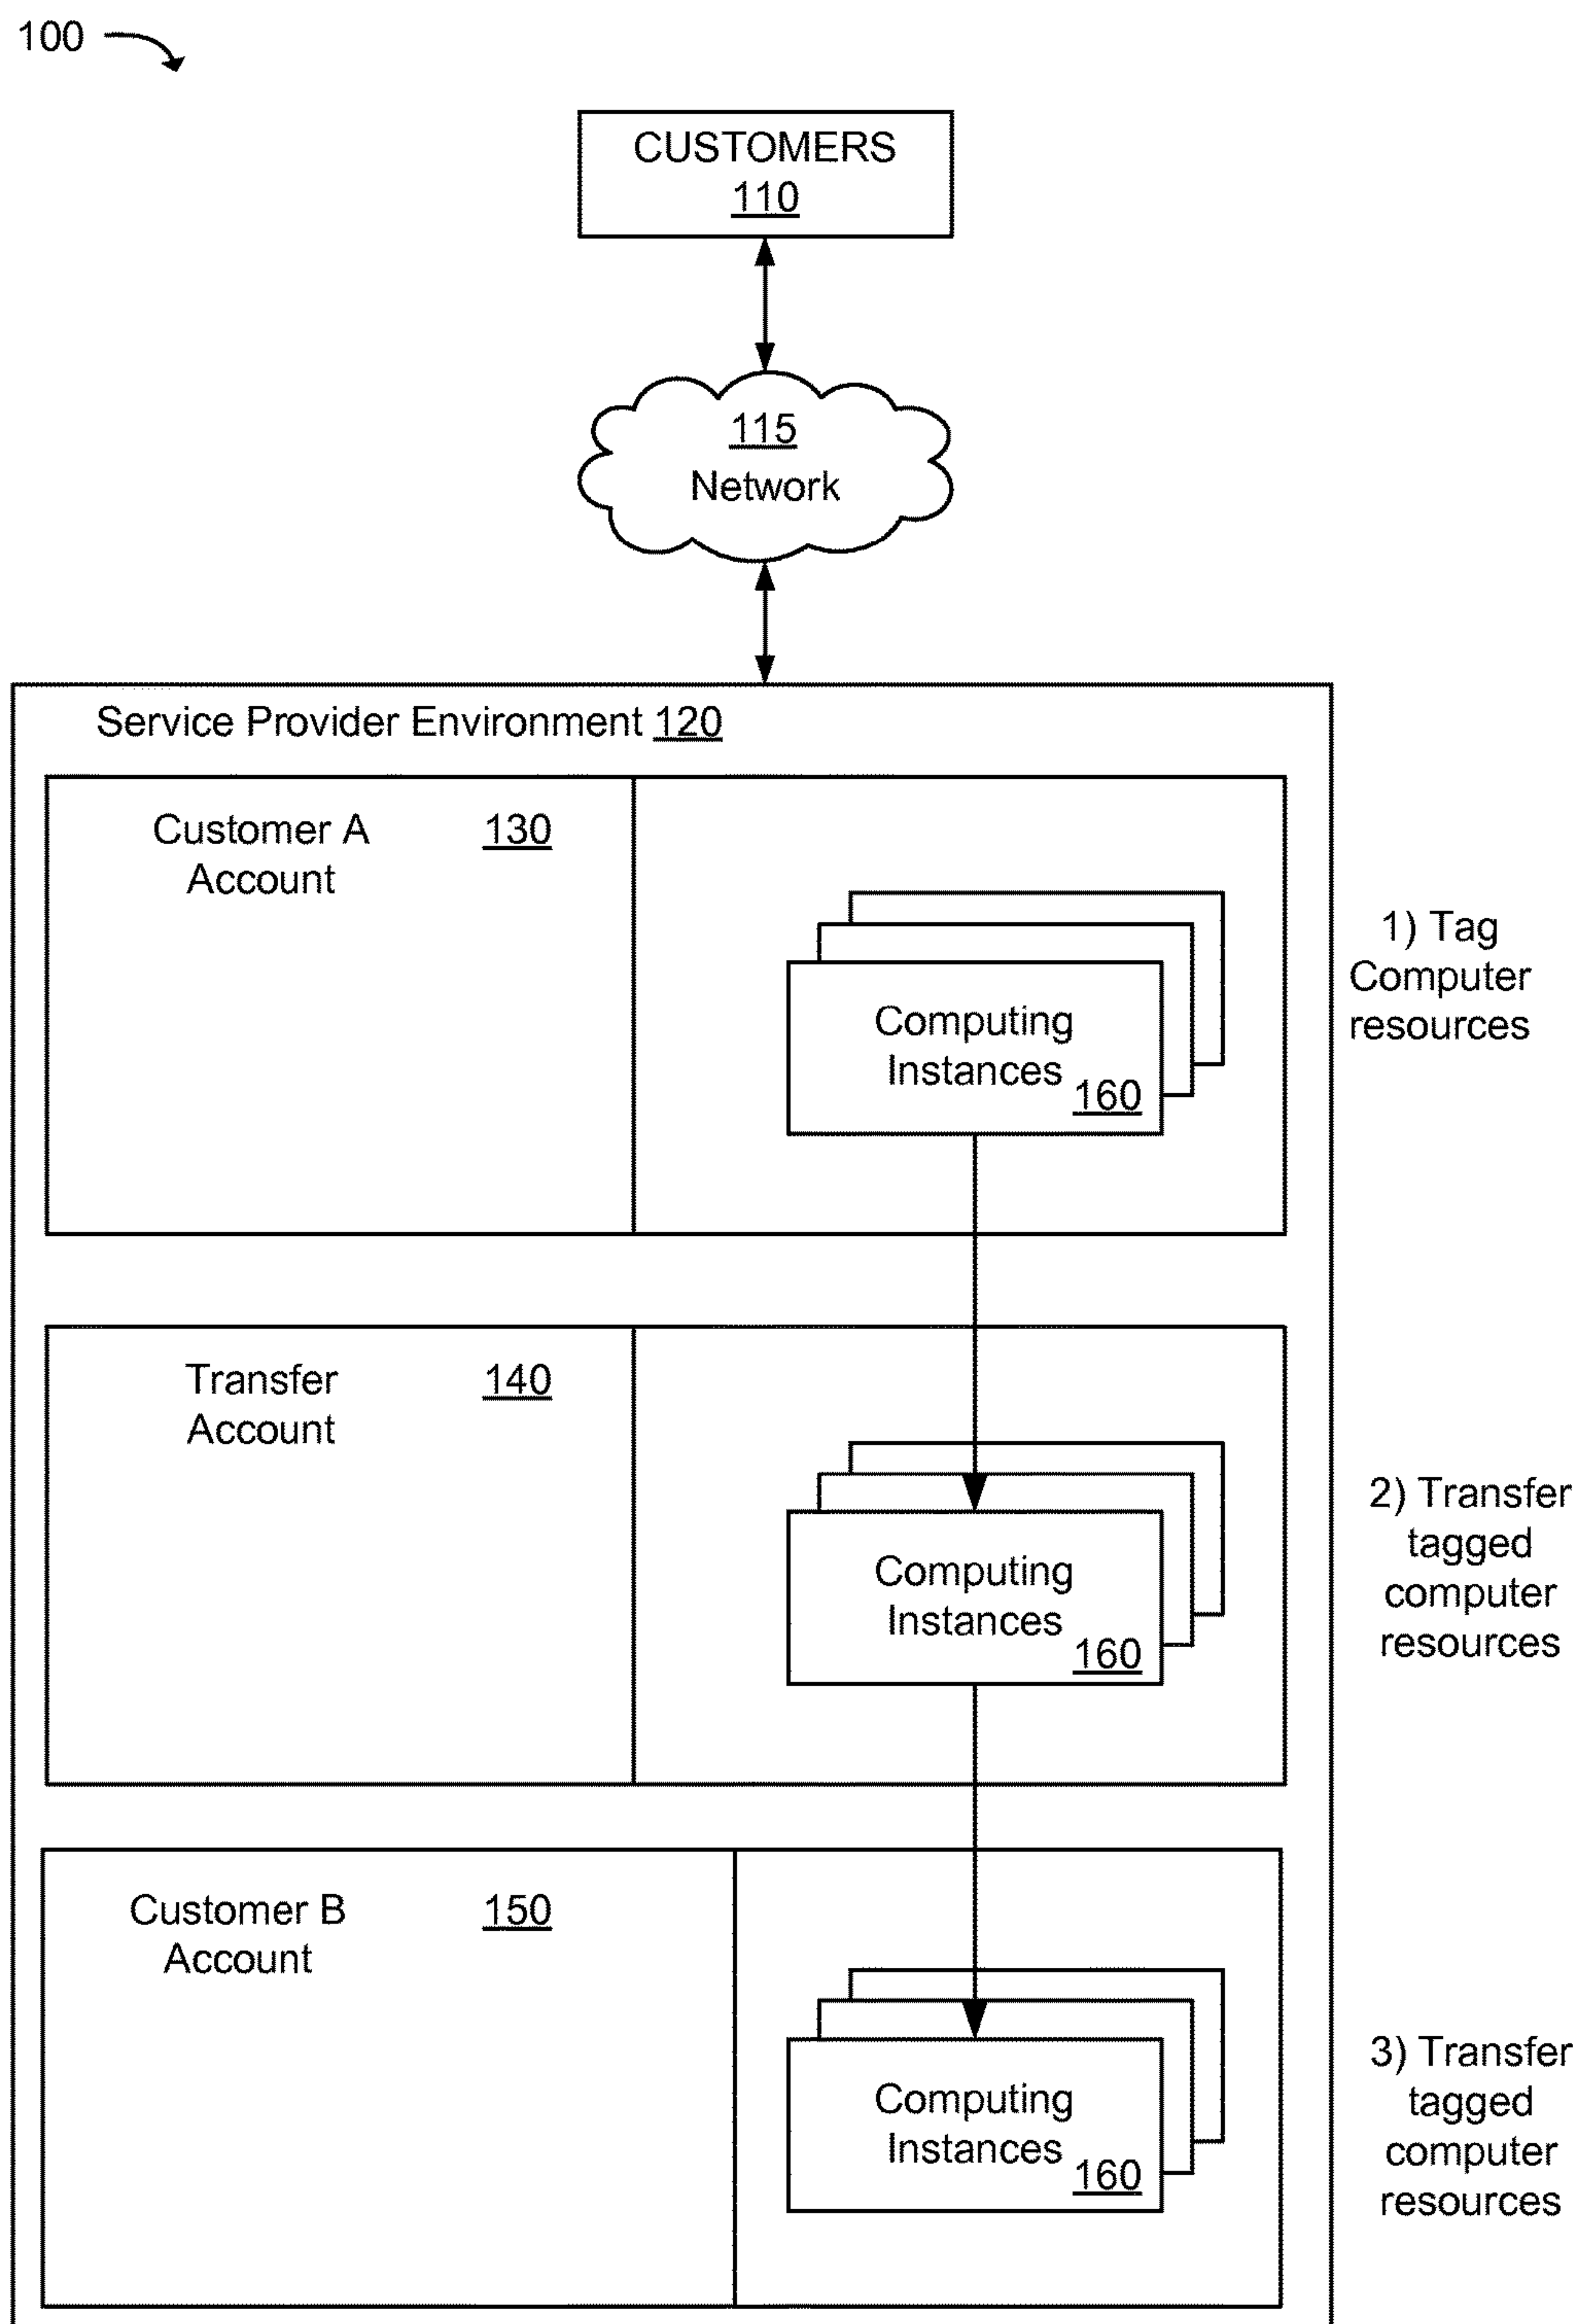 100
CUSTOMERS
110
115
Network
Service Provider Environment 120
Customer A 130
Account
Computing
Instances
160
1) Tag
Computer
resources
Transfer 140
Account
Computing
Instances
160
2) Transfer
tagged
computer
resources
Customer B 150
Account
Computing
Instances
160
3) Transfer
tagged
computer
resources